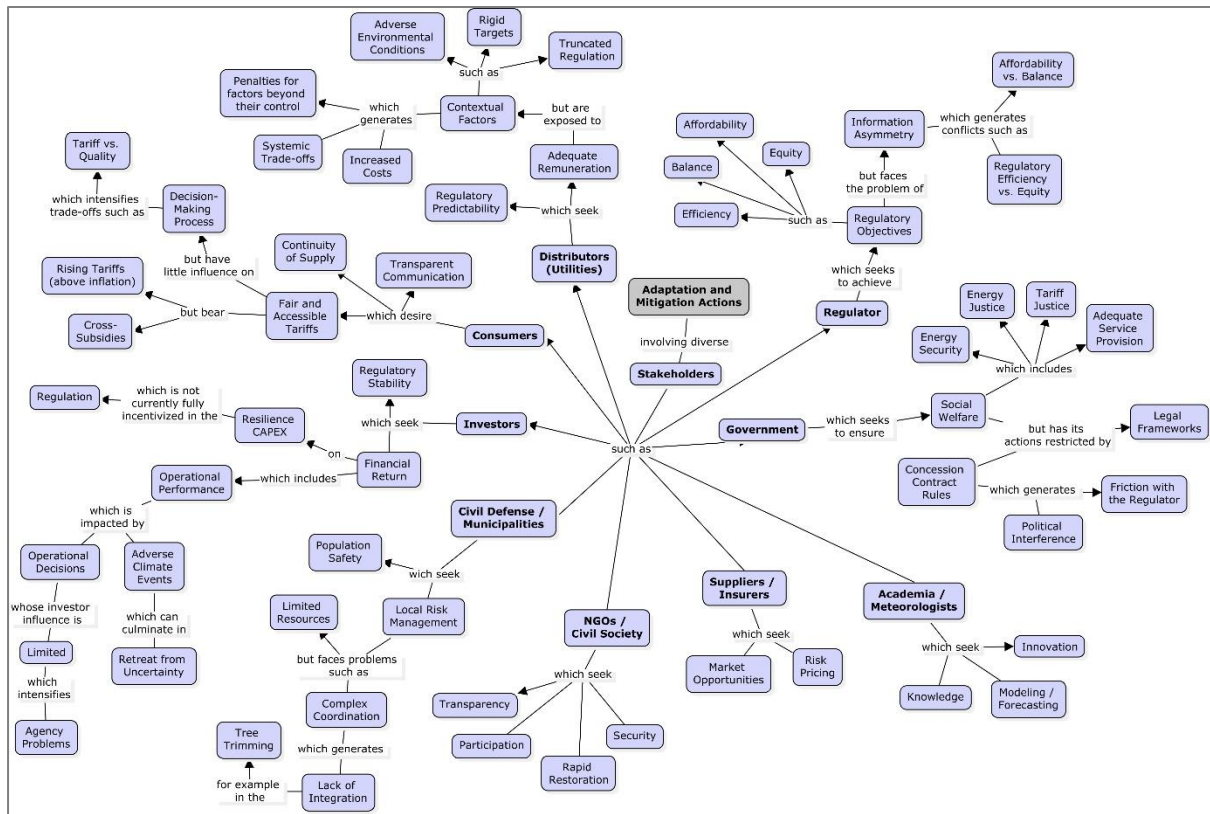 Adverse
Environmental
Conditions
Rigid
Targets
Truncated
Regulation
such as
Penalties for
factors beyond
their control
which
generates
Contextual
Factors
but are
exposed to
Systemic
Trade-offs
Increased
Costs
Adequate
Remuneration
Regulatory
Predictability
which seek
Distributors
(Utilities)
Tariff vs.
Quality
which intensifies
trade-offs such as
Decision-
Making
Process
but have
little influence on
Continuity
of Supply
Transparent
Communication
Rising Tariffs
(above inflation)
but bear
Cross-
Subsidies
Fair and
Accessible
Tariffs
which desire
Consumers
Affordability
vs. Balance
Information
Asymmetry
which generates
conflicts such as
Regulatory
Efficiency
vs. Equity
Affordability
Equity
Balance
Efficiency
but faces
the problem of
such as
Regulatory
Objectives
which seeks
to achieve
Regulator
Adaptation and
Mitigation Actions
involving diverse
Stakeholders
such as
Energy
Justice
Tariff
Justice
Energy
Security
Adequate
Service
Provision
which includes
Government
which seeks
to ensure
Social
Welfare
but has its
actions restricted by
Legal
Frameworks
Concession
Contract
Rules
which generates
Friction with
the Regulator
Political
Interference
Regulatory
Stability
Regulation
which is not
currently fully
incentivized in the
Resilience
CAPEX
on
which seek
Investors
Financial
Return
which includes
Operational
Performance
which is
impacted by
Operational
Decisions
Adverse
Climate
Events
whose investor
influence is
which can
culminate in
Limited
Retreat from
Uncertainty
which
intensifies
Agency
Problems
Civil Defense /
Municipalities
Population
Safety
wich seek
Limited
Resources
Local Risk
Management
but faces problems
such as
Complex
Coordination
which generates
Tree
Trimming
for example
in the
Lack of
Integration
NGOs /
Civil Society
which seek
Transparency
Participation
Rapid
Restoration
Security
Suppliers /
Insurers
which seek
Market
Opportunities
Risk
Pricing
Academia /
Meteorologists
which seek
Innovation
Knowledge
Modeling /
Forecasting